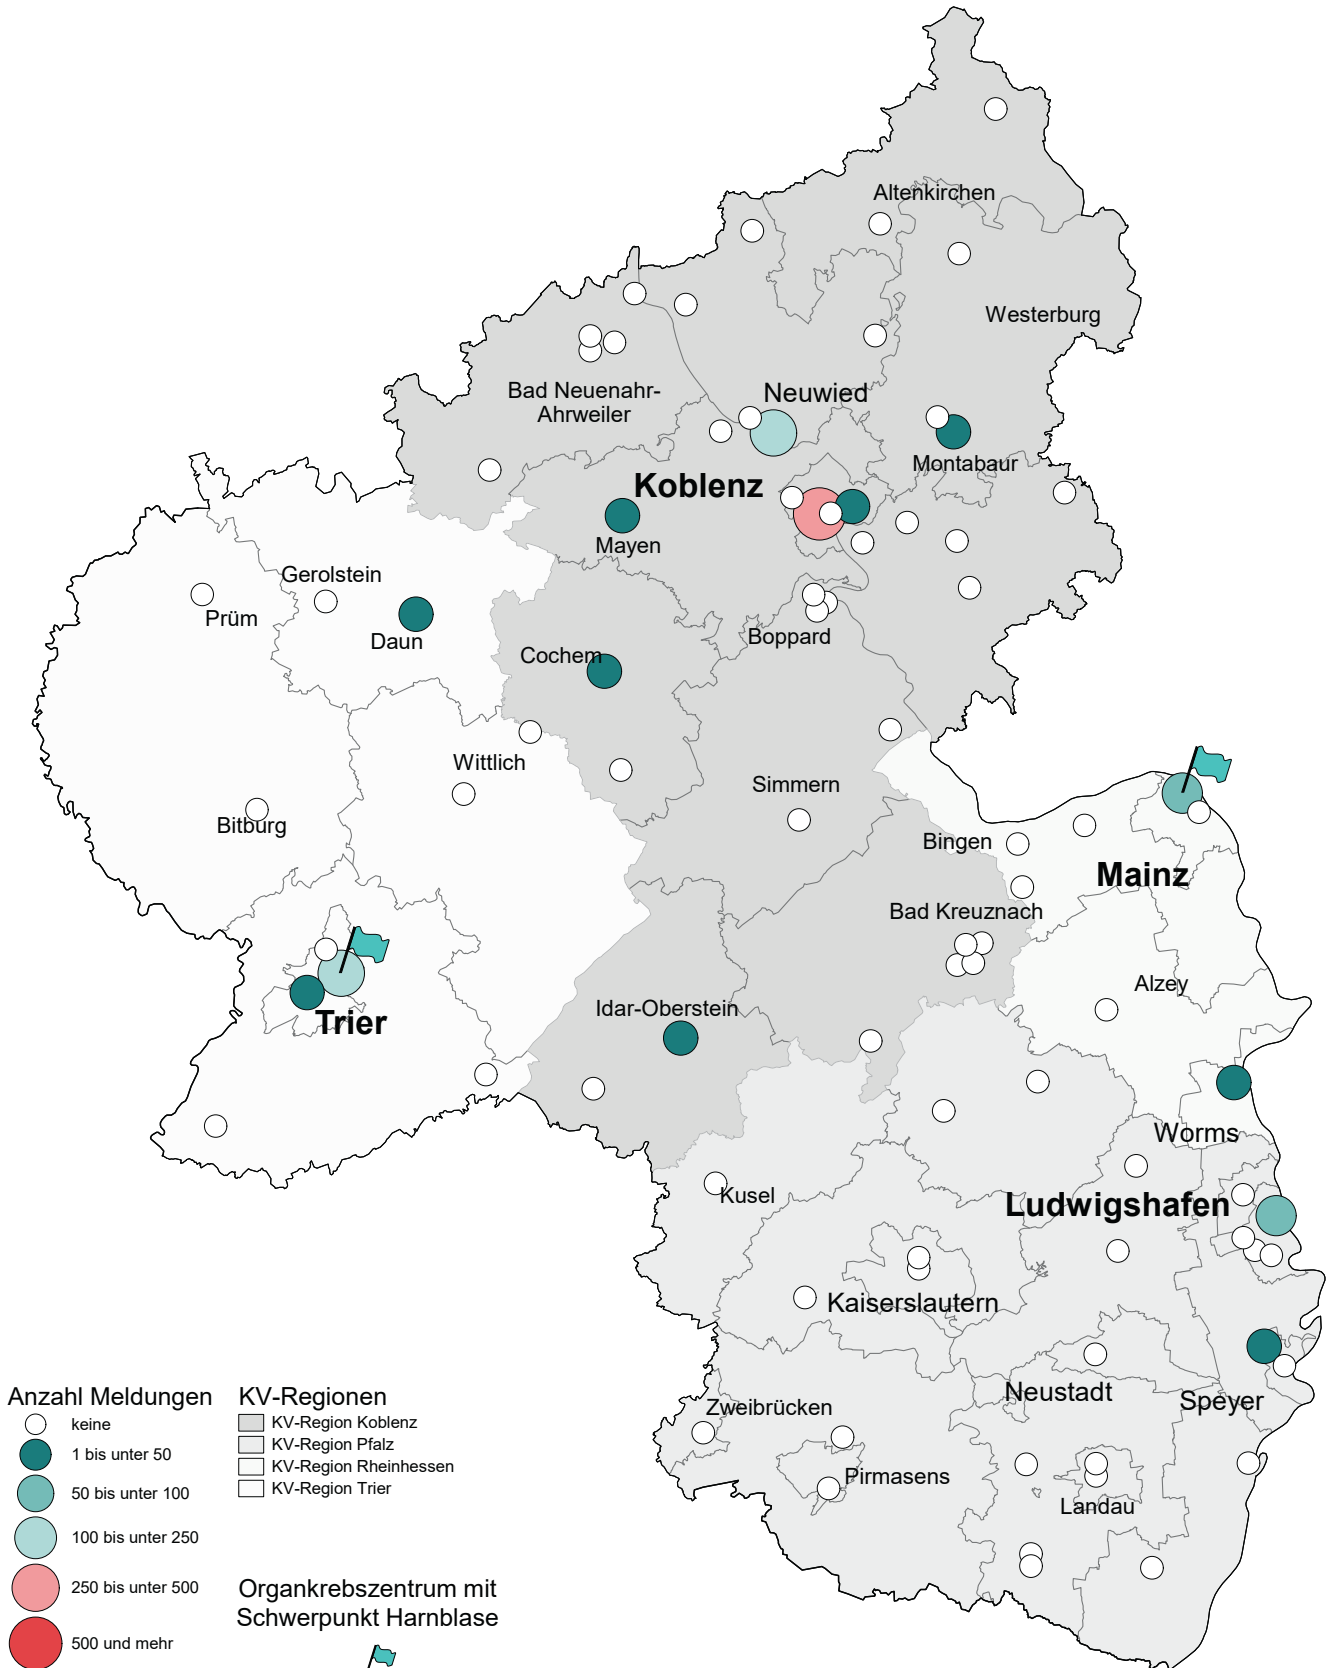 Altenkirchen
Westerburg
Bad Neuenahr-
Ahrweiler
Neuwied
Montabaur
Koblenz
Mayen
Gerolstein
Prüm
Daun
Boppard
Cochem
Wittlich
Simmern
Bitburg
Bingen
Mainz
Bad Kreuznach
Alzey
Idar-Oberstein
Trier
Worms
Kusel
Ludwigshafen
Kaiserslautern
Neustadt
Speyer
Zweibrücken
Pirmasens
Landau
Anzahl Meldungen
keine
1 bis unter 50
50 bis unter 100
100 bis unter 250
250 bis unter 500
500 und mehr
KV-Regionen
KV-Region Koblenz
KV-Region Pfalz
KV-Region Rheinhessen
KV-Region Trier
Organkrebszentrum mit
Schwerpunkt Harnblase